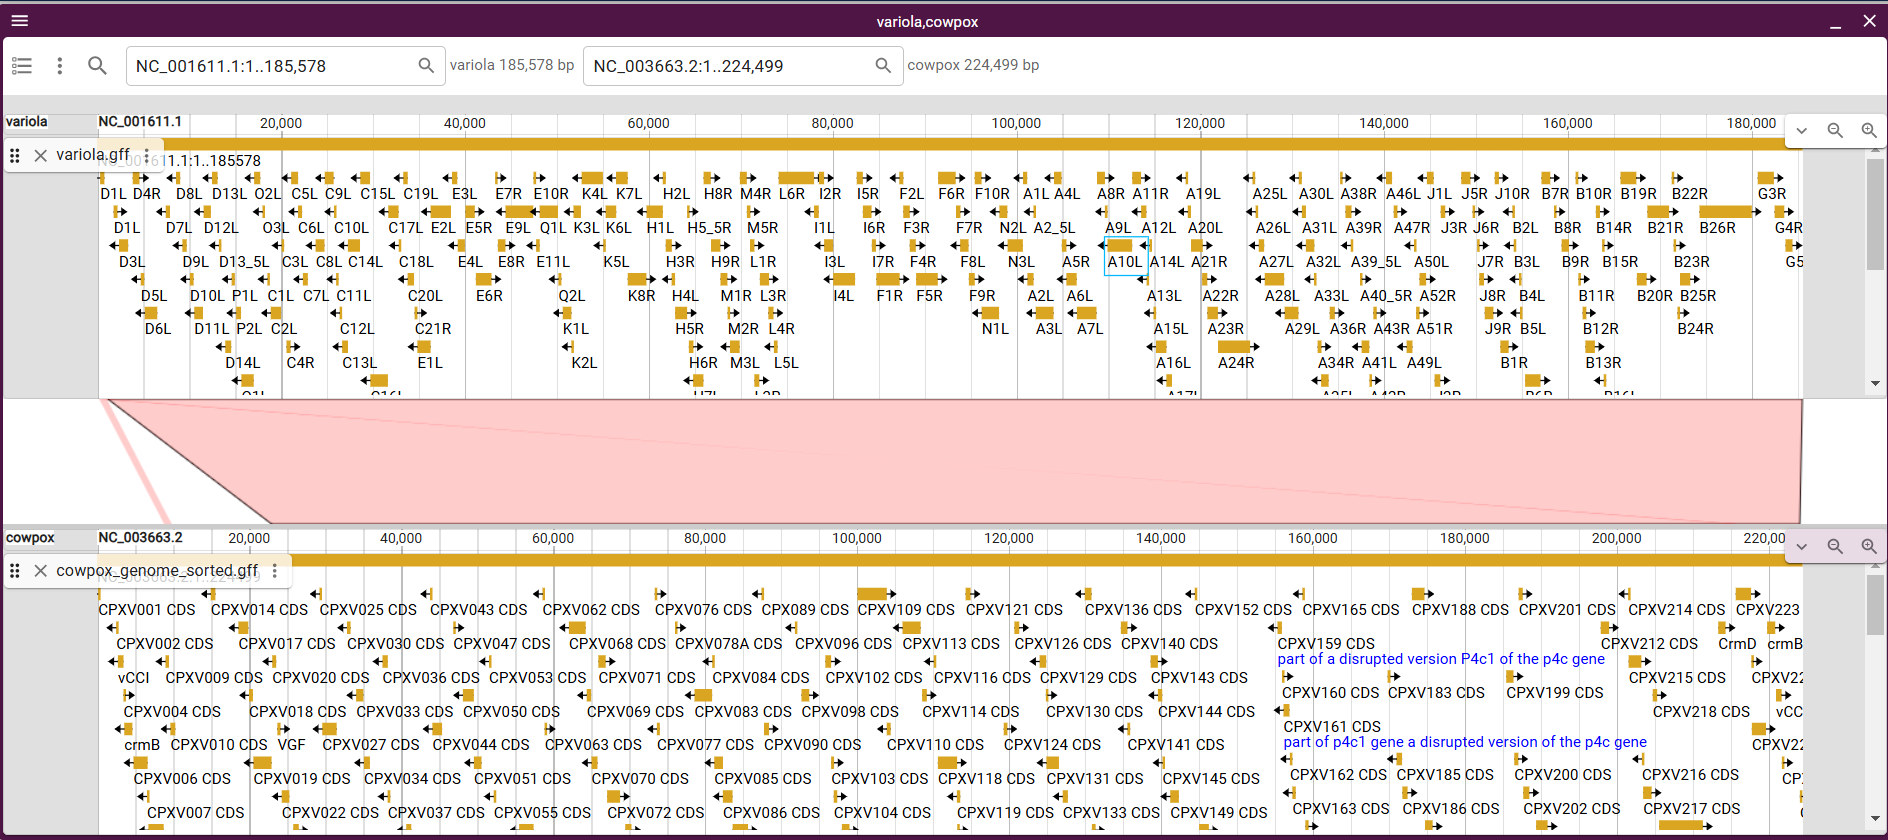 variola,cowpox
NC_001611.1:1..185,578 variola 185,578 bp NC_003663.2:1..224,499 cowpox 224,499 bp
variola NC_001611.1 20,000 40,000 60,000 80,000 100,000 120,000 140,000 160,000 180,000
variola.gff
NC_001611.1:1..185578
D1L D4R D8L D13L O2L C5L C9L C15L C19L E3L E7R E10R K4L K7L H2L H8R M4R L6R I2R I5R F2L F6R F10R A1L A4L A8R A11R A19L A25L A30L A38R A46L J1L J5R J10R B7R B10R B19R B22R G3R
D1L D7L D12L O3L C6L C10L C17L E2L E5R E9L Q1L K3L K6L H1L H5_5R M5R I1L I6R F3R F7R N2L A2_5L A9L A12L A20L A26L A31L A39R A47R J3R J6R B2L B8R B14R B21R B26R G4R
D3L D9L D13_5L C3L C8L C14L C18L E4L E8R E11L K5L H3R H9R L1R I3L I7R F4R F8L N3L A5R A10L A14L A21R A27L A32L A39_5L A50L J7R B3L B9R B15R B23R G5
D5L D10L P1L C1L C7L C11L C20L E6R Q2L K8R H4L M1R L3R I4L F1R F5R F9R A2L A6L A13L A22R A28L A33L A40_5R A52R J8R B4L B11R B20R B25R
D6L D11L P2L C2L C12L C21R K1L H5R M2R L4R N1L A3L A7L A15L A23R A29L A36R A43R A51R J9R B5L B12R B24R
D14L C4R C13L E1L K2L H6R M3L L5L A16L A24R A34R A41L A49L B1R B13R
cowpox NC_003663.2 20,000 40,000 60,000 80,000 100,000 120,000 140,000 160,000 180,000 200,000 220,00
cowpox_genome_sorted.gff
NC_003663.2:1..224499
CPXV001 CDS CPXV014 CDS CPXV025 CDS CPXV043 CDS CPXV062 CDS CPXV076 CDS CPXV089 CDS CPXV109 CDS CPXV121 CDS CPXV136 CDS CPXV152 CDS CPXV165 CDS CPXV188 CDS CPXV201 CDS CPXV214 CDS CPXV223
CPXV002 CDS CPXV017 CDS CPXV030 CDS CPXV047 CDS CPXV068 CDS CPXV078A CDS CPXV096 CDS CPXV113 CDS CPXV126 CDS CPXV140 CDS CPXV159 CDS CPXV212 CDS CrmD crmB
part of a disrupted version P4c1 of the p4c gene
vCCI CPXV009 CDS CPXV020 CDS CPXV036 CDS CPXV053 CDS CPXV071 CDS CPXV084 CDS CPXV102 CDS CPXV116 CDS CPXV129 CDS CPXV143 CDS CPXV160 CDS CPXV183 CDS CPXV199 CDS CPXV215 CDS CPXV22
CPXV004 CDS CPXV018 CDS CPXV033 CDS CPXV050 CDS CPXV069 CDS CPXV083 CDS CPXV098 CDS CPXV114 CDS CPXV130 CDS CPXV144 CDS CPXV161 CDS CPXV218 CDS vCC
crmB CPXV010 CDS VGF CPXV027 CDS CPXV044 CDS CPXV063 CDS CPXV077 CDS CPXV090 CDS CPXV110 CDS CPXV124 CDS CPXV141 CDS part of p4c1 gene a disrupted version of the p4c gene CPXV22
CPXV006 CDS CPXV019 CDS CPXV034 CDS CPXV051 CDS CPXV070 CDS CPXV085 CDS CPXV103 CDS CPXV118 CDS CPXV131 CDS CPXV145 CDS CPXV162 CDS CPXV185 CDS CPXV200 CDS CPXV216 CDS CP
CPXV007 CDS CPXV022 CDS CPXV037 CDS CPXV055 CDS CPXV072 CDS CPXV086 CDS CPXV104 CDS CPXV119 CDS CPXV133 CDS CPXV149 CDS CPXV163 CDS CPXV186 CDS CPXV202 CDS CPXV217 CDS